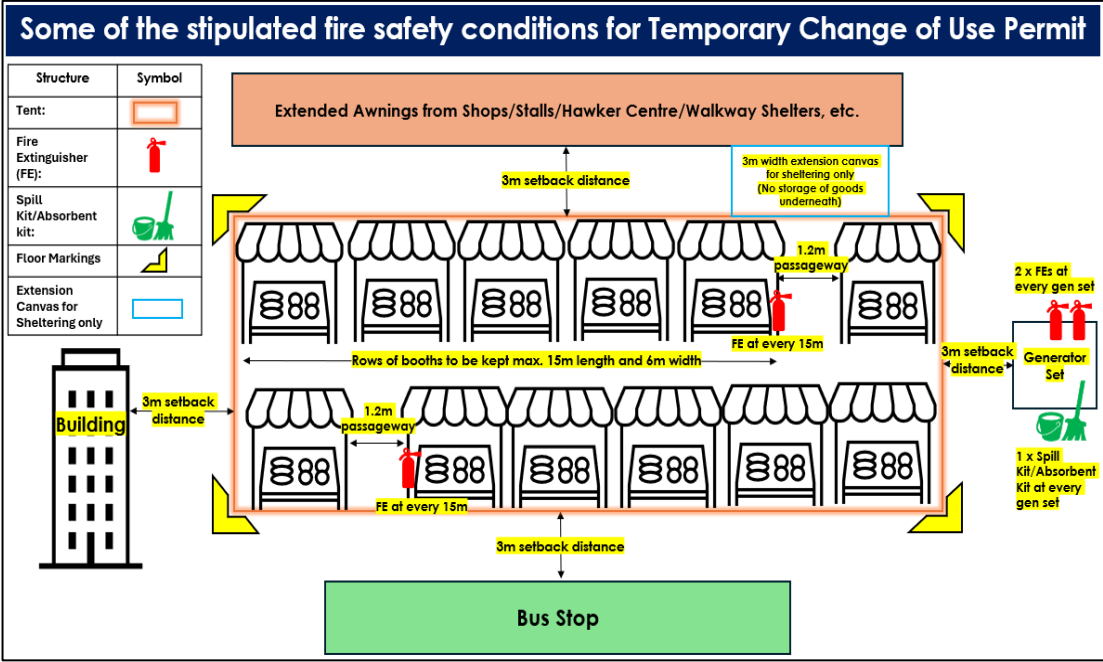 Some of the stipulated fire safety conditions for Temporary Change of Use Permit
Structure
Symbol
Tent:
Fire
Extinguisher
(FE):
Spill
Kit/Absorbent
kit:
Floor Markings
Extension
Canvas for
Sheltering only
Extended Awnings from Shops/Stalls/Hawker Centre/Walkway Shelters, etc.
3m setback distance
3m width extension canvas
for sheltering only
(No storage of goods
underneath)
1.2m
passageway
FE at every 15m
Rows of booths to be kept max. 15m length and 6m width
2 x FEs at
every gen set
3m setback
distance
Generator
Set
1 x Spill
Kit/Absorbent
Kit at every
gen set
Building
3m setback
distance
1.2m
passageway
FE at every 15m
3m setback distance
Bus Stop